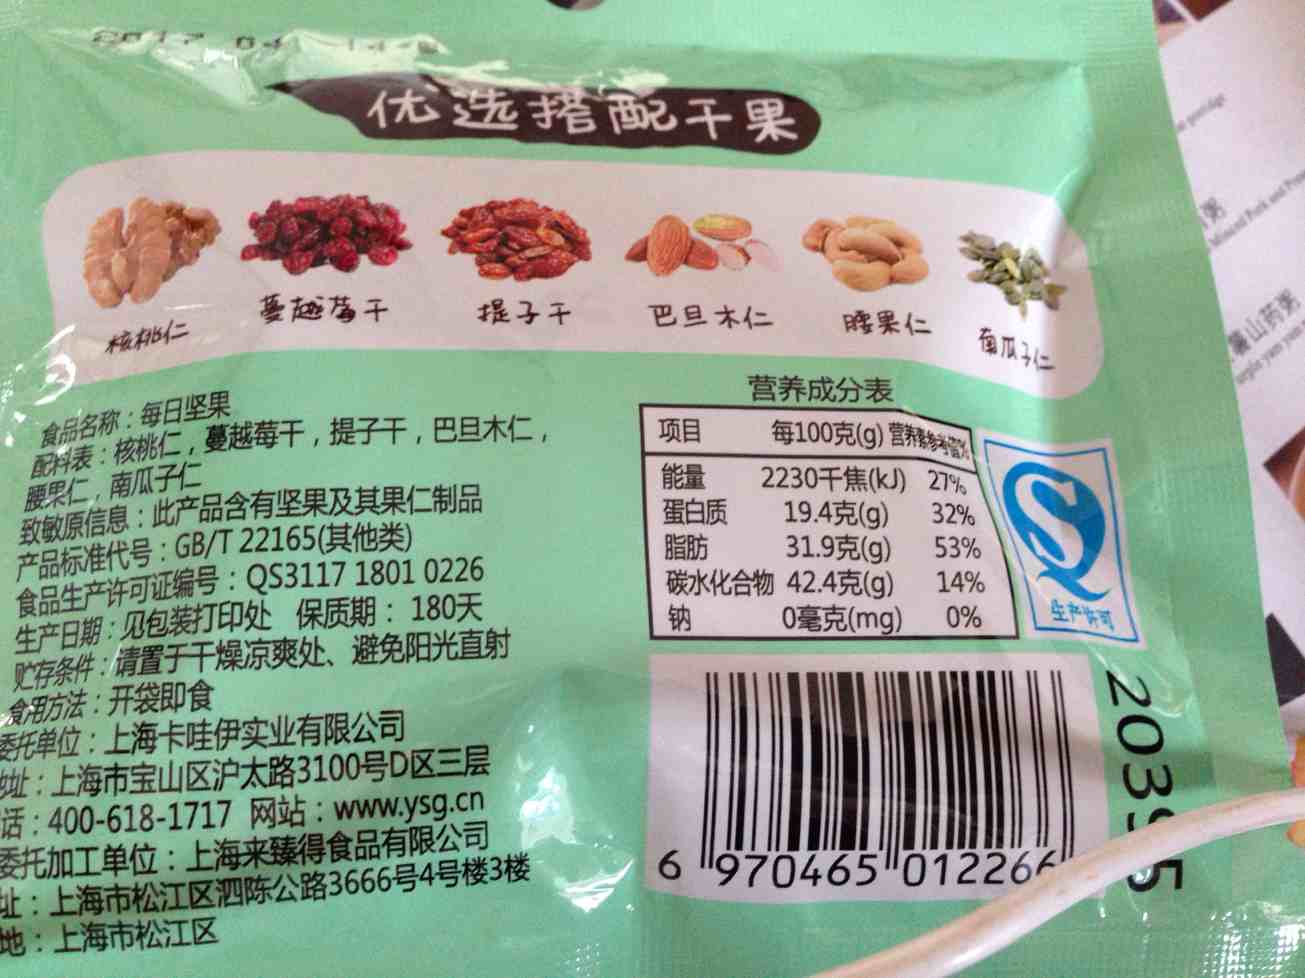 优选搭配干果
核桃仁
蔓越莓干
提子干
巴旦木仁
腰果仁
南瓜子仁
食品名称：每日坚果
配料表：核桃仁，蔓越莓干，提子干，巴旦木仁，
腰果仁，南瓜子仁
致敏原信息：此产品含有坚果及其果仁制品
产品标准代号：GB/T 22165(其他类)
食品生产许可证编号：QS3117 1801 0226
生产日期：见包装打印处 保质期：180天
贮存条件：请置于干燥凉爽处、避免阳光直射
食用方法：开袋即食
委托单位：上海卡哇伊实业有限公司
址：上海市宝山区沪太路3100号D区三层
话：400-618-1717 网站：www.ysg.cn
委托加工单位：上海来臻得食品有限公司
址：上海市松江区泗陈公路3666号4号楼3楼
地：上海市松江区
营养成分表
项目 每100克(g) 营养素参考值%
能量 2230千焦(kJ) 27%
蛋白质 19.4克(g) 32%
脂肪 31.9克(g) 53%
碳水化合物 42.4克(g) 14%
钠 0毫克(mg) 0%
生产许可
6 970465 012266
山药粥